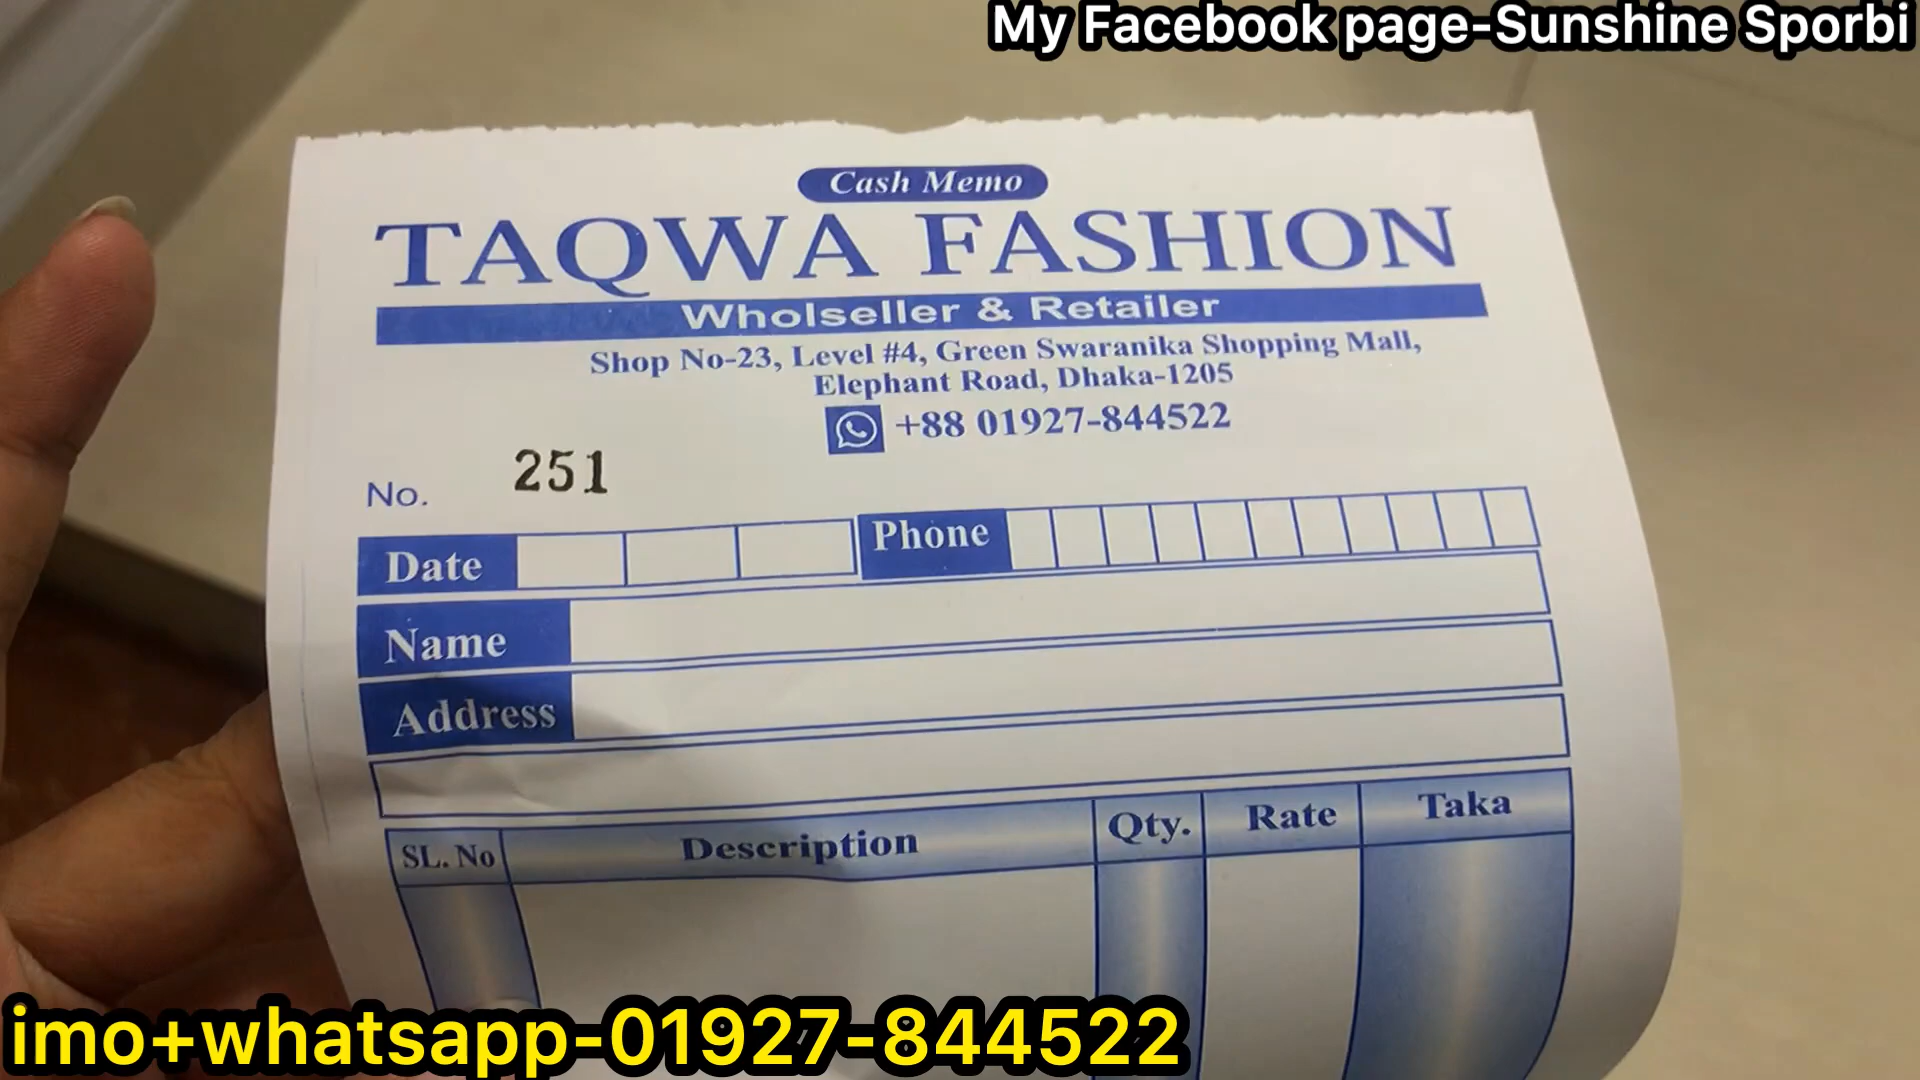 My Facebook page-Sunshine Sporbi
Cash Memo
TAQWA FASHION
Wholseller & Retailer
Shop No-23, Level #4, Green Swaranika Shopping Mall,
Elephant Road, Dhaka-1205
+88 01927-844522
No. 251
Date Phone
Name
Address
SL. No Description Qty. Rate Taka
imo+whatsapp-01927-844522